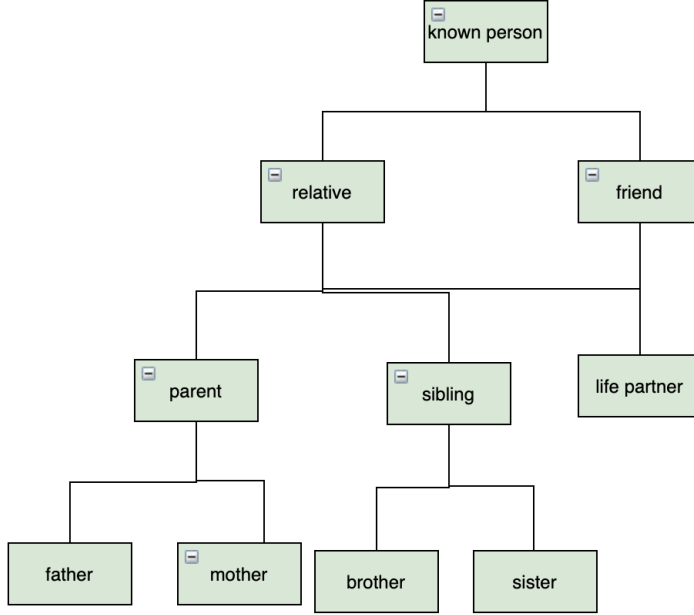 known person
relative
friend
parent
sibling
life partner
father
mother
brother
sister